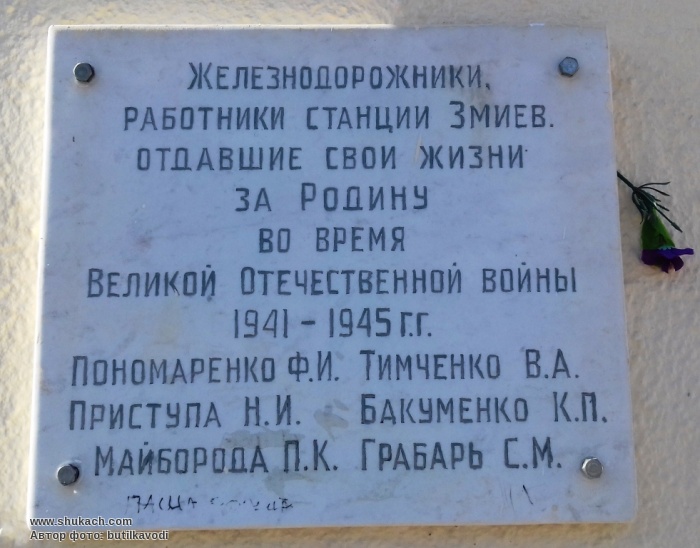 Железнодорожники,
работники станции Змиев.
отдавшие свои жизни
за Родину
во время
Великой Отечественной войны
1941 - 1945 г.г.
Пономаренко Ф.И. Тимченко В.А.
Приступа Н.И. Бакуменко К.П.
Майборода П.К. Грабарь С.М.
www.shukach.com
Автор фото: butilkavodi